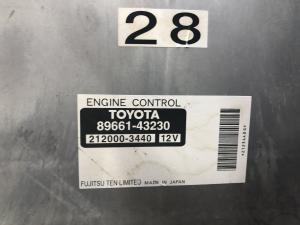 28
ENGINE CONTROL
TOYOTA
89661-43230
212000-3440 12V
FUJITSU TEN LIMITED MADE IN JAPAN